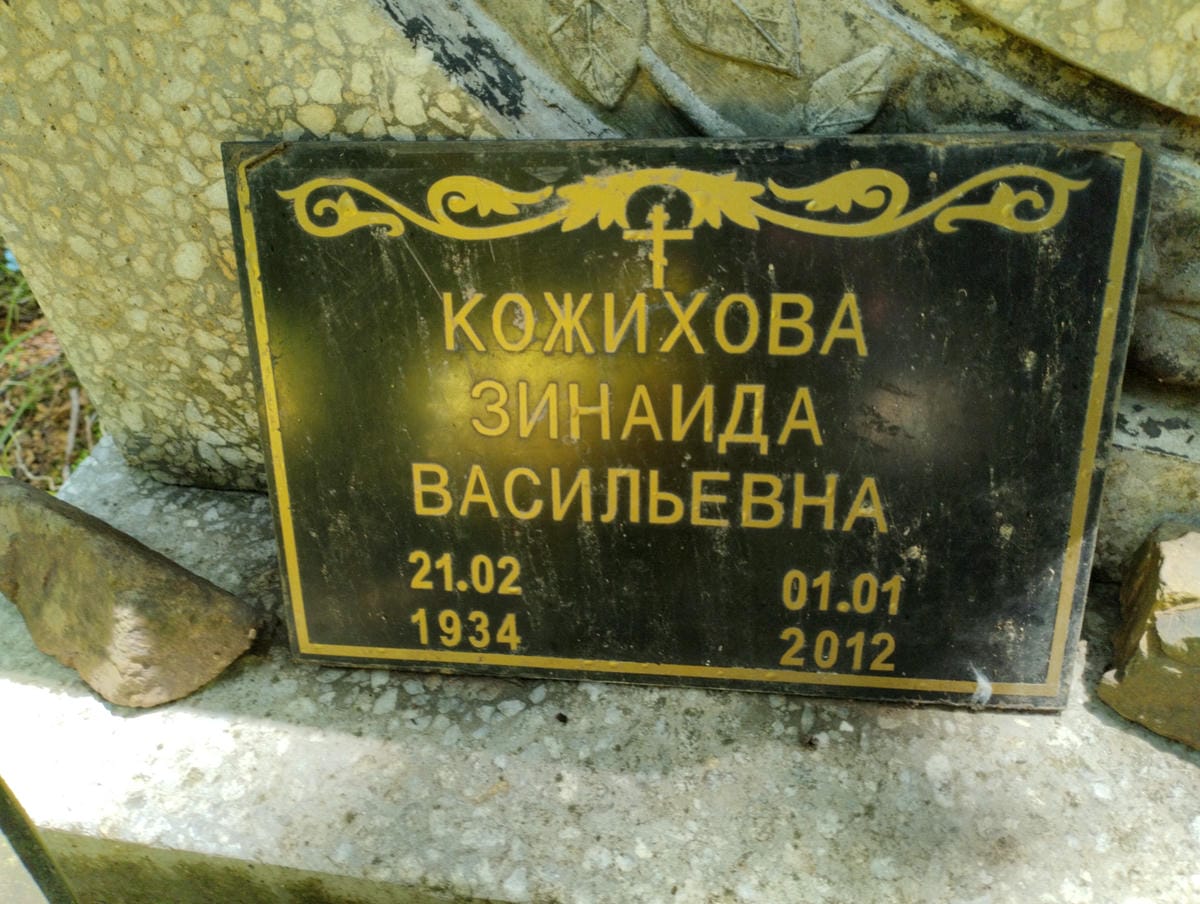 КОЖИХОВА
ЗИНАИДА
ВАСИЛЬЕВНА
21.02 01.01
1934 2012